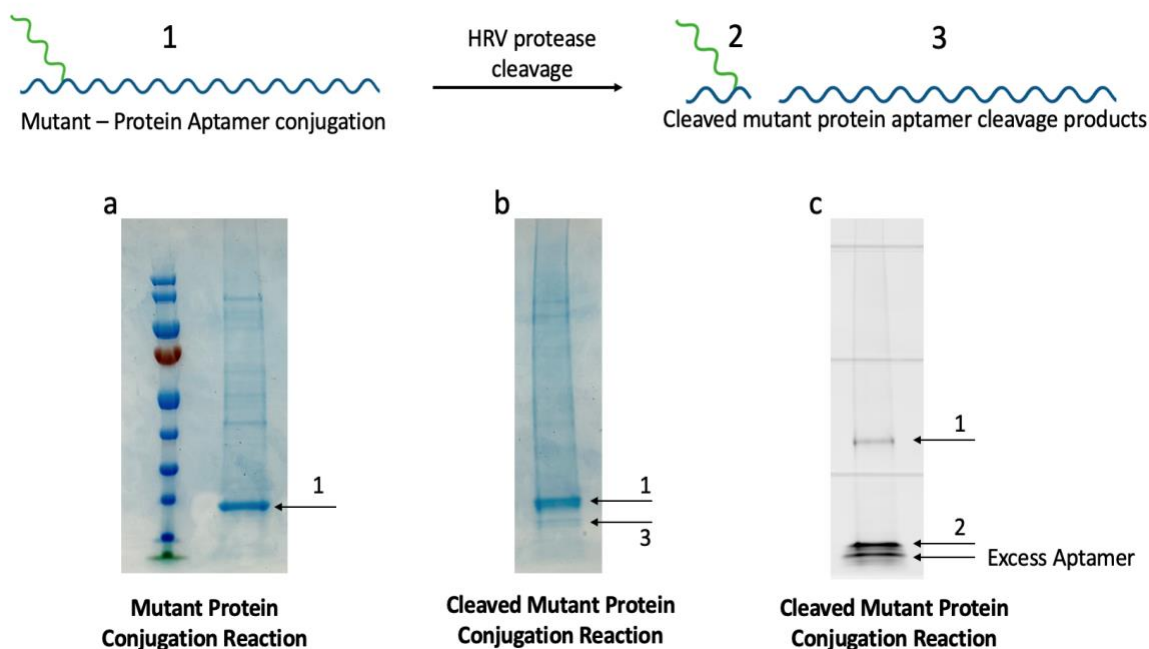 1
HRV protease
cleavage
2
3
Mutant – Protein Aptamer conjugation
Cleaved mutant protein aptamer cleavage products
a
b
c
1
1
3
1
2
Excess Aptamer
Mutant Protein
Conjugation Reaction
Cleaved Mutant Protein
Conjugation Reaction
Cleaved Mutant Protein
Conjugation Reaction